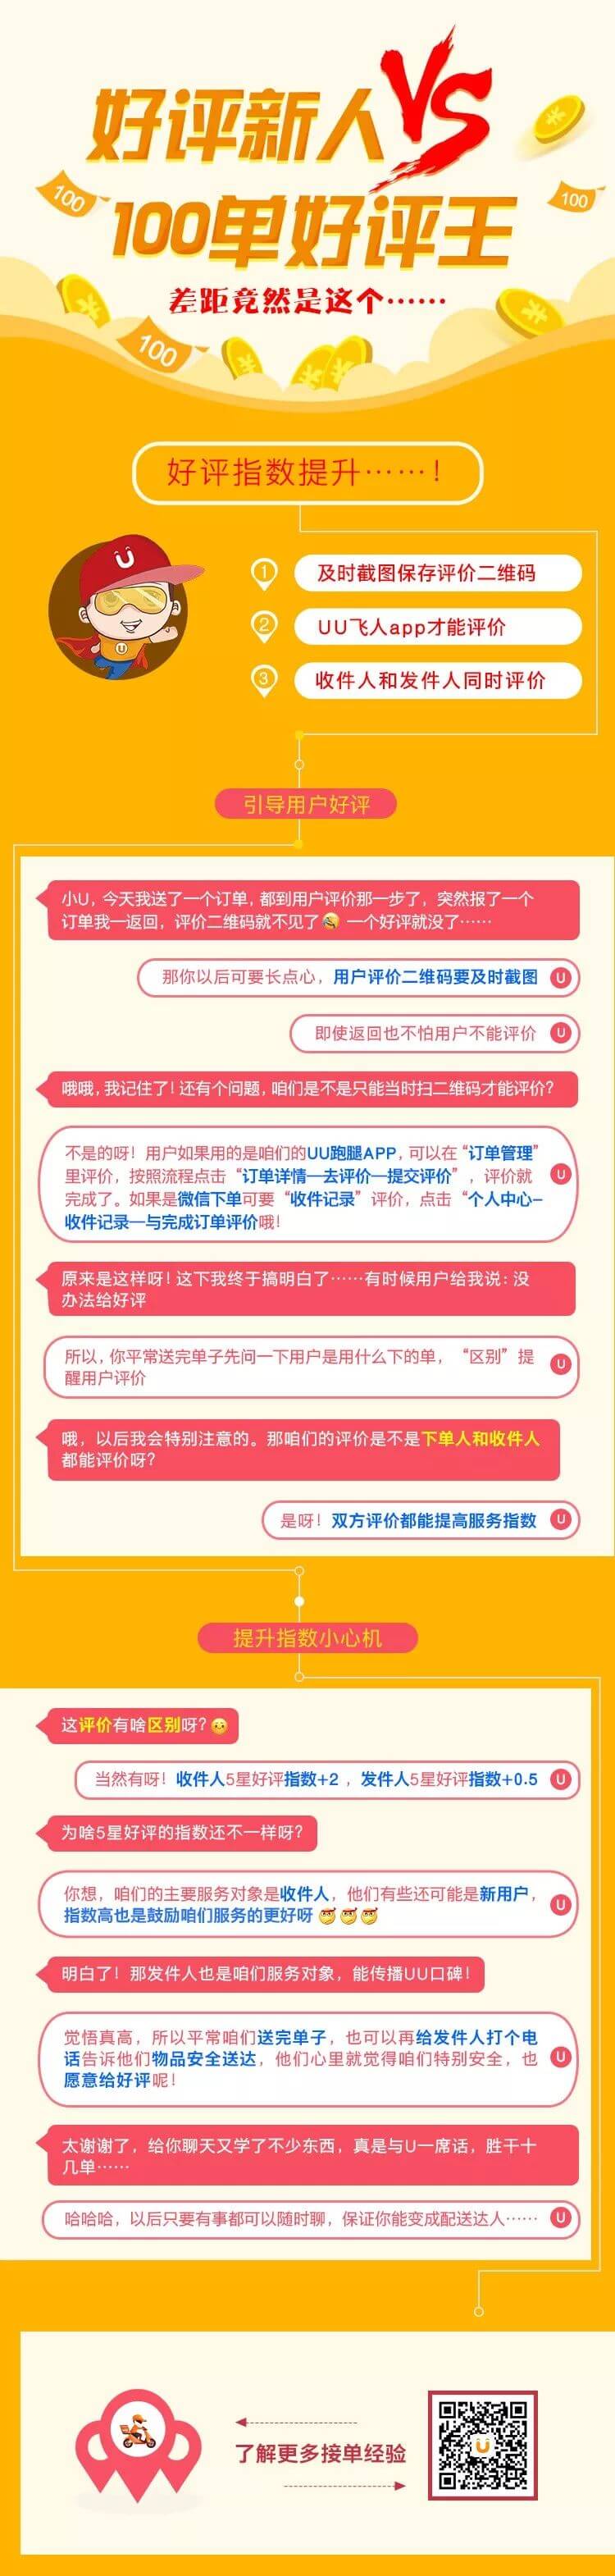 好评新人VS
100单好评王
100
100
差距竟然是这个……
100
好评指数提升……!
1 及时截图保存评价二维码
2 UU飞人app才能评价
3 收件人和发件人同时评价
引导用户好评
小U, 今天我送了一个订单, 都到用户评价那一步了, 突然报了一个
订单我一返回, 评价二维码就不见了 一个好评就没了……
那你以后可要长点心, 用户评价二维码要及时截图
即使返回也不怕用户不能评价
哦哦, 我记住了! 还有个问题, 咱们是不是只能当时扫二维码才能评价?
不是的呀! 用户如果用的是咱们的UU跑腿APP, 可以在“订单管理”
里评价, 按照流程点击“订单详情—去评价—提交评价”, 评价就
完成了。如果是微信下单可要“收件记录”评价, 点击“个人中心–
收件记录—与完成订单评价哦!
原来是这样呀! 这下我终于搞明白了……有时候用户给我说: 没
办法给好评
所以, 你平常送完单子先问一下用户是用什么下的单, “区别”提
醒用户评价
哦, 以后我会特别注意的。那咱们的评价是不是下单人和收件人
都能评价呀?
是呀! 双方评价都能提高服务指数
提升指数小心机
这评价有啥区别呀?
当然有呀! 收件人5星好评指数+2 , 发件人5星好评指数+0.5
为啥5星好评的指数还不一样呀?
你想, 咱们的主要服务对象是收件人, 他们有些还可能是新用户,
指数高也是鼓励咱们服务的更好呀
明白了! 那发件人也是咱们服务对象, 能传播UU口碑!
觉悟真高, 所以平常咱们送完单子, 也可以再给发件人打个电
话告诉他们物品安全送达, 他们心里就觉得咱们特别安全, 也
愿意给好评呢!
太谢谢了, 给你聊天又学了不少东西, 真是与U一席话, 胜干十
几单……
哈哈哈, 以后只要有事都可以随时聊, 保证你能变成配送达人……
了解更多接单经验